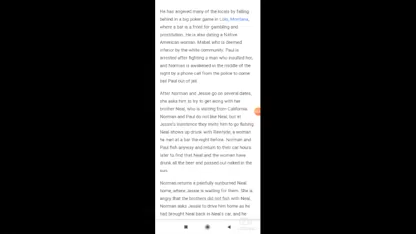 He has angered many of the locals by falling
behind in a big poker game in Lolo, Montana,
where a bar is a front for gambling and
prostitution. He is also dating a Native
American woman, Mabel, who is deemed
inferior by the white community. Paul is
arrested after fighting a man who insulted her,
and Norman is awakened in the middle of the
night by a phone call from the police to come
bail Paul out of jail.
After Norman and Jessie go on several dates,
she asks him to try to get along with her
brother Neal, who is visiting from California.
Norman and Paul do not like Neal, but at
Jessie's insistence they invite him to go fishing.
Neal shows up drunk with Rawhide, a woman
he met at a bar the night before. Norman and
Paul fish anyway and return to their car hours
later to find that Neal and the woman have
drunk all the beer and passed out naked in the
sun.
Norman returns a painfully sunburned Neal
home, where Jessie is waiting for them. She
is angry that the brothers did not fish with Neal.
Norman asks Jessie to drive him home as he
had brought Neal back in Neal's car, and he